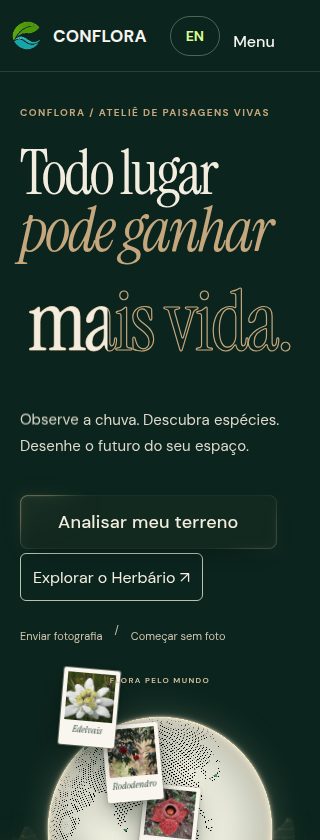 CONFLORA
EN
Menu
CONFLORA / ATELIÊ DE PAISAGENS VIVAS
Todo lugar
pode ganhar
mais vida.
Observe a chuva. Descubra espécies.
Desenhe o futuro do seu espaço.
Analisar meu terreno
Explorar o Herbário ↗
Enviar fotografia / Começar sem foto
FLORA PELO MUNDO
Edelvais
Rododendro